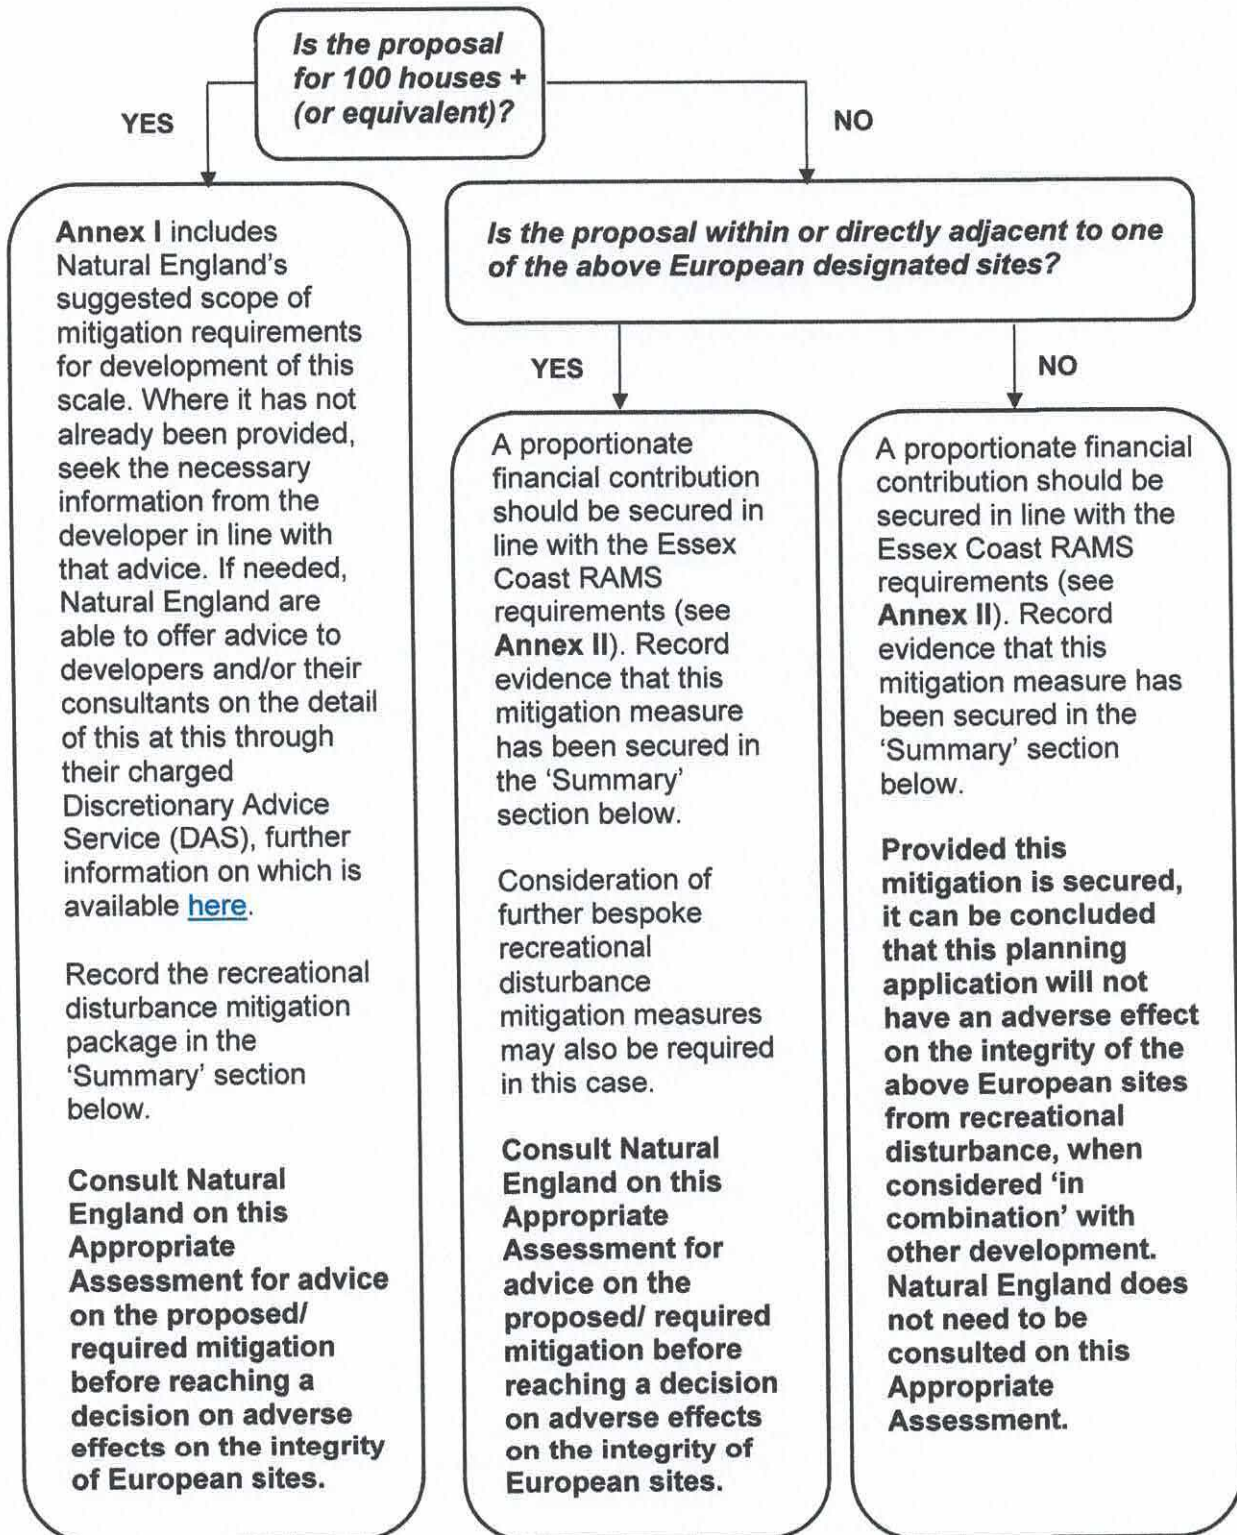 Is the proposal
for 100 houses +
(or equivalent)?
YES
NO
Annex I includes
Natural England's
suggested scope of
mitigation requirements
for development of this
scale. Where it has not
already been provided,
seek the necessary
information from the
developer in line with
that advice. If needed,
Natural England are
able to offer advice to
developers and/or their
consultants on the detail
of this at this through
their charged
Discretionary Advice
Service (DAS), further
information on which is
available here.
Record the recreational
disturbance mitigation
package in the
'Summary' section
below.
Consult Natural
England on this
Appropriate
Assessment for advice
on the proposed/
required mitigation
before reaching a
decision on adverse
effects on the integrity
of European sites.
Is the proposal within or directly adjacent to one
of the above European designated sites?
YES
NO
A proportionate
financial contribution
should be secured in
line with the Essex
Coast RAMS
requirements (see
Annex II). Record
evidence that this
mitigation measure
has been secured in
the 'Summary'
section below.
Consideration of
further bespoke
recreational
disturbance
mitigation measures
may also be required
in this case.
Consult Natural
England on this
Appropriate
Assessment for
advice on the
proposed/ required
mitigation before
reaching a decision
on adverse effects
on the integrity of
European sites.
A proportionate financial
contribution should be
secured in line with the
Essex Coast RAMS
requirements (see
Annex II). Record
evidence that this
mitigation measure has
been secured in the
'Summary' section
below.
Provided this
mitigation is secured,
it can be concluded
that this planning
application will not
have an adverse effect
on the integrity of the
above European sites
from recreational
disturbance, when
considered 'in
combination' with
other development.
Natural England does
not need to be
consulted on this
Appropriate
Assessment.